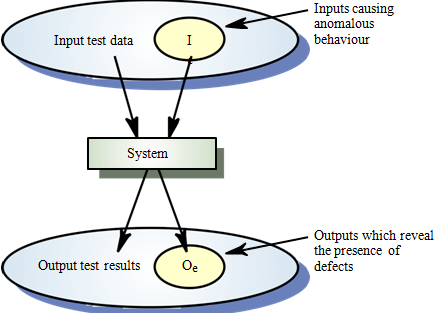 Inputs causing
anomalous
behaviour
Input test data
I
System
Outputs which reveal
the presence of
defects
Output test results
Oe